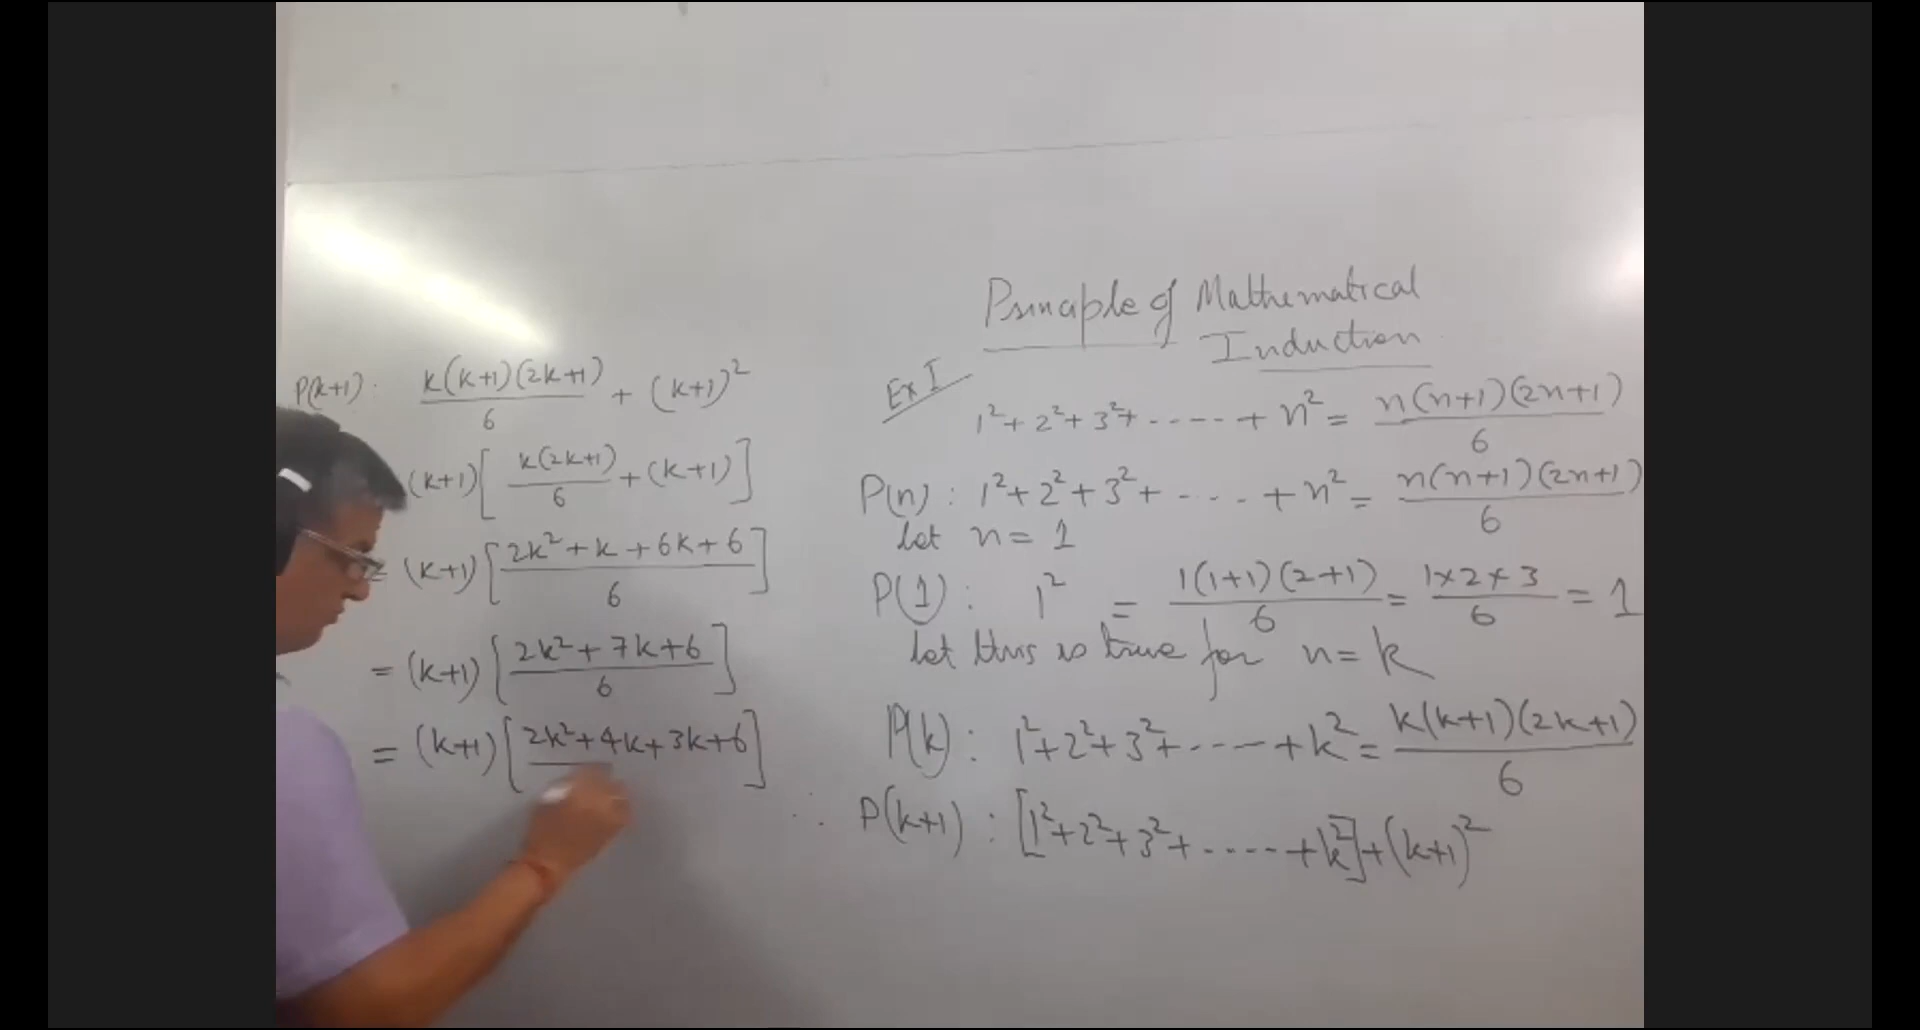 Principle of Mathematical
Induction
Ex I
1² + 2² + 3² + ----- + n² = n(n+1)(2n+1)/6
P(n) : 1² + 2² + 3² + - ... + n² = n(n+1)(2n+1)/6
let n = 1
P(1) : 1² = 1(1+1)(2+1)/6 = 1×2×3/6 = 1
let this is true for n = k
P(k) : 1² + 2² + 3² + ----- + k² = k(k+1)(2k+1)/6
∴ P(k+1) : [1² + 2² + 3² + ..... + k²] + (k+1)²
P(k+1) : k(k+1)(2k+1)/6 + (k+1)²
(k+1)[k(2k+1)/6 + (k+1)]
= (k+1)[2k² + k + 6k + 6/6]
= (k+1)[2k² + 7k + 6/6]
= (k+1)[2k² + 4k + 3k + 6]